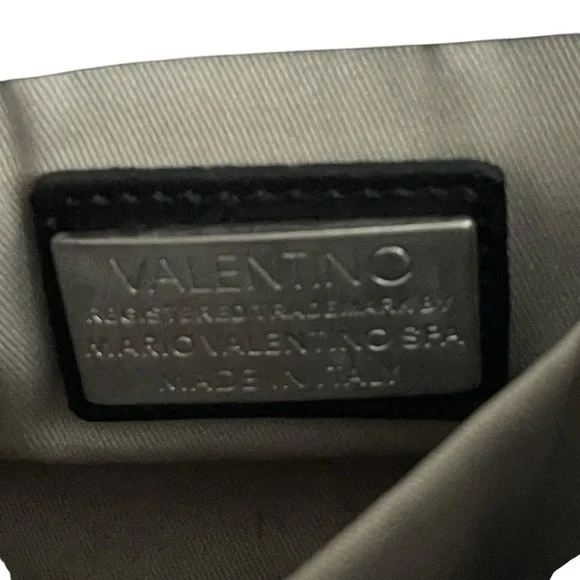 VALENTINO
REGISTERED TRADEMARK BY
MARIO VALENTINO SPA
MADE IN ITALY